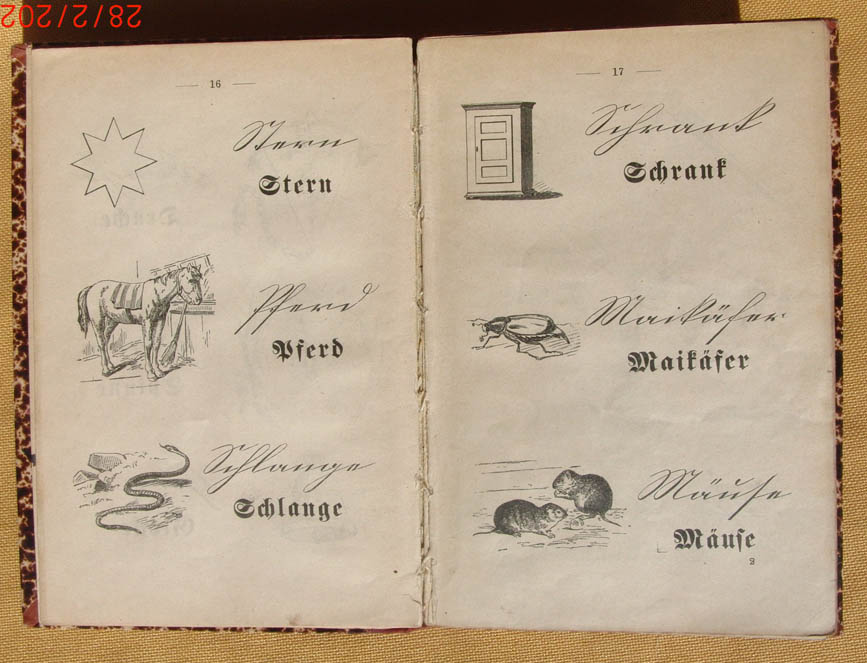 28/2/202
— 16 —
Stern
Stern
Pferd
Pferd
Schlange
Schlange
— 17 —
Schrank
Schrank
Maikäfer
Maikäfer
Mäuse
Mäuse
2